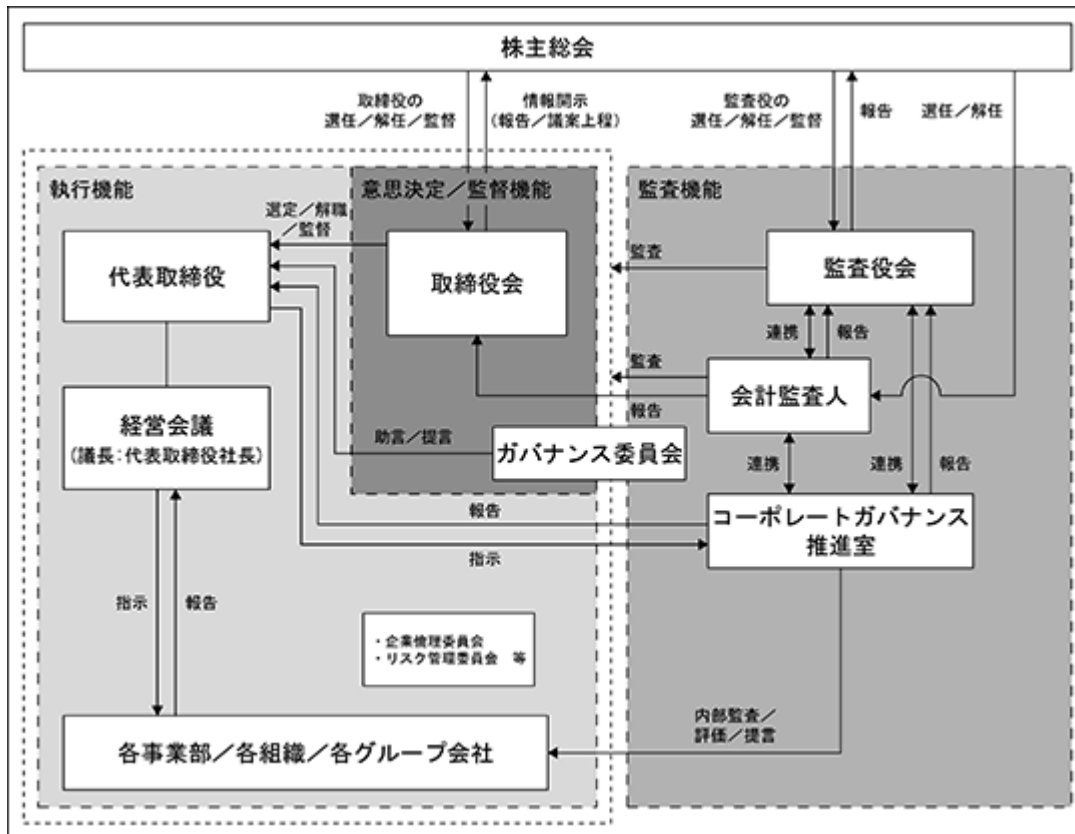 株主総会
取締役の
選任／解任／監督
情報開示
（報告／議案上程）
監査役の
選任／解任／監督
報告
選任／解任
執行機能
意思決定／監督機能
監査機能
選定／解職
／監督
代表取締役
取締役会
監査
監査役会
連携
報告
監査
会計監査人
報告
経営会議
（議長：代表取締役社長）
助言／提言
ガバナンス委員会
連携
連携
報告
報告
コーポレートガバナンス
推進室
指示
指示
報告
・企業倫理委員会
・リスク管理委員会　等
内部監査／
評価／提言
各事業部／各組織／各グループ会社